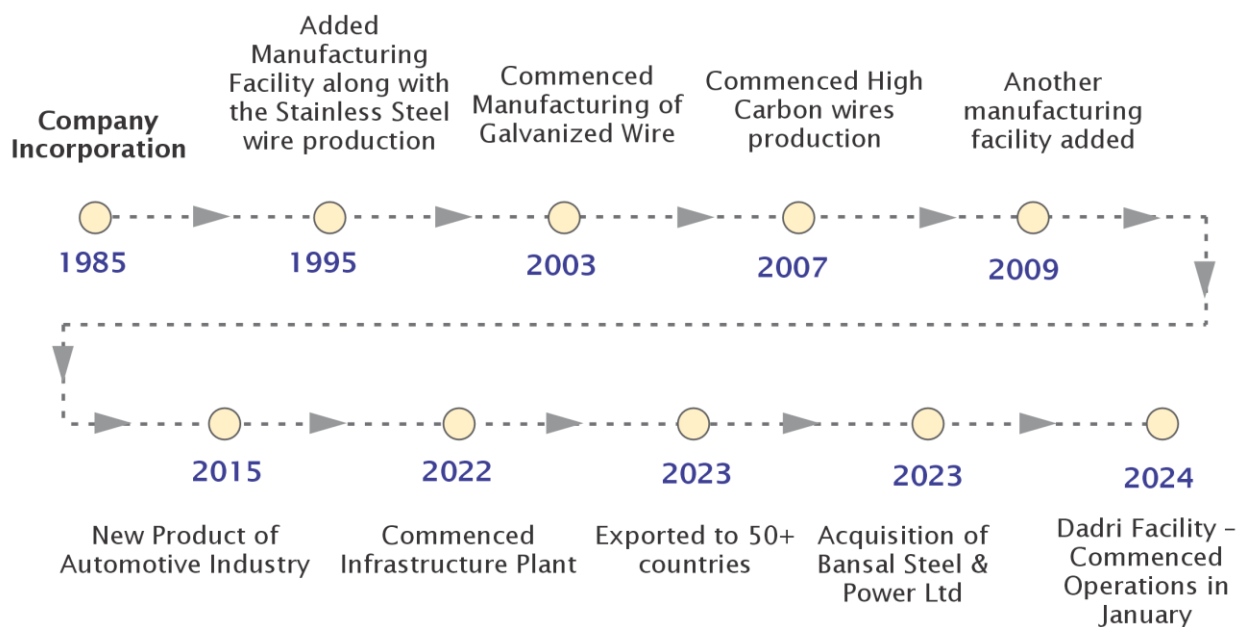 Company
Incorporation
1985
Added
Manufacturing
Facility along with
the Stainless Steel
wire production
1995
Commenced
Manufacturing of
Galvanized Wire
2003
Commenced High
Carbon wires
production
2007
Another
manufacturing
facility added
2009
2015
New Product of
Automotive Industry
2022
Commenced
Infrastructure Plant
2023
Exported to 50+
countries
2023
Acquisition of
Bansal Steel &
Power Ltd
2024
Dadri Facility –
Commenced
Operations in
January